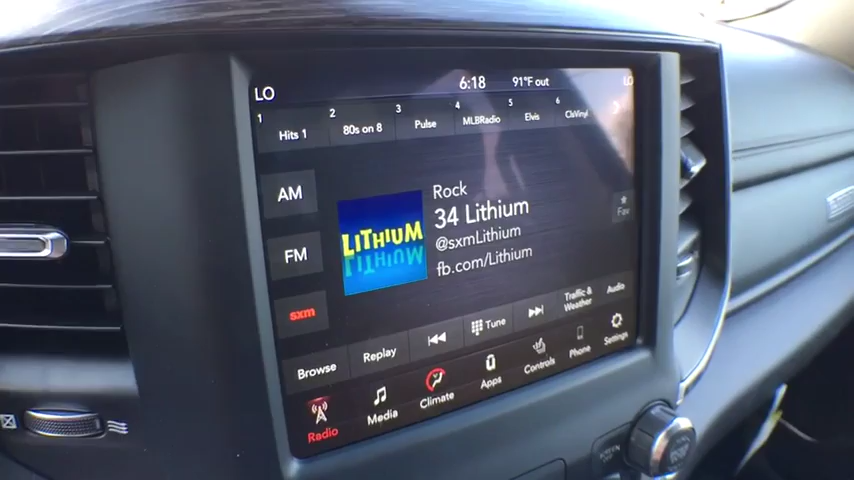 LO 6:18 91°F out LO
1 Hits 1 2 80s on 8 3 Pulse 4 MLBRadio 5 Elvis 6 ClsVinyl
AM
FM
sxm
LITHIUM
Rock
34 Lithium
@sxmLithium
fb.com/Lithium
Fav
Browse Replay Tune Traffic & Weather Audio
Radio Media Climate Apps Controls Phone Settings
SCREEN OFF